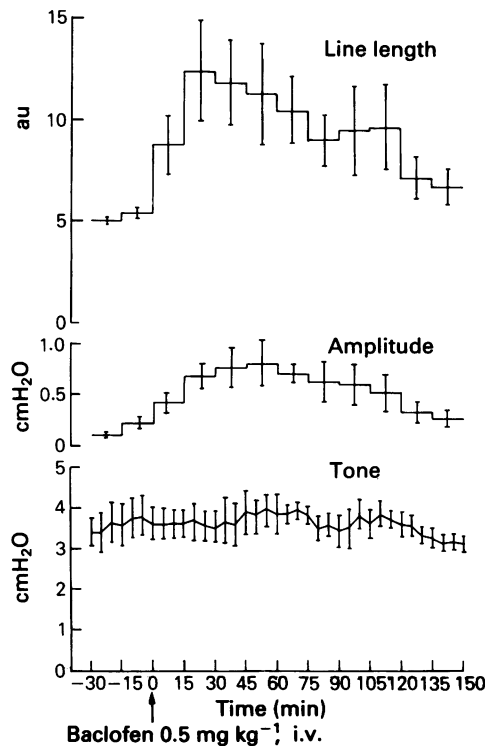 15
Line length
au
10
5
0
1.0
Amplitude
cmH₂O
0.5
0
5
Tone
4
cmH₂O
3
2
1
0
−30−15 0 15 30 45 60 75 90 105120 135 150
Time (min)
Baclofen 0.5 mg kg⁻¹, i.v.